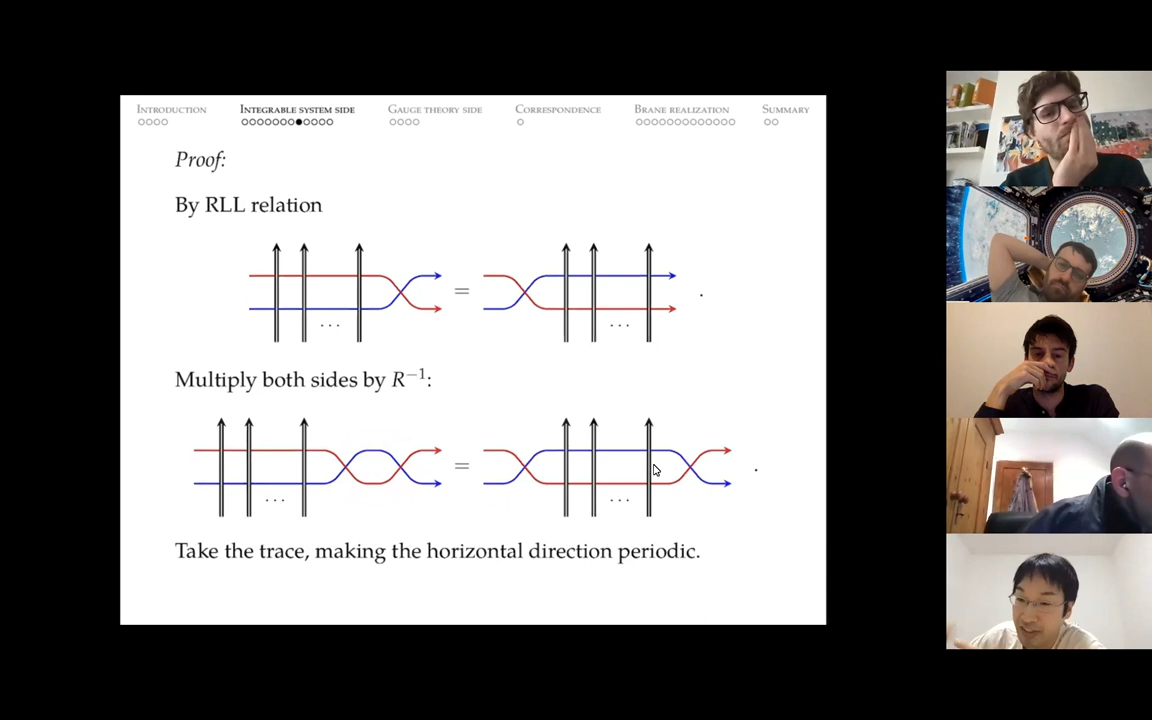 INTRODUCTION INTEGRABLE SYSTEM SIDE GAUGE THEORY SIDE CORRESPONDENCE BRANE REALIZATION SUMMARY
Proof:
By RLL relation
...
=
...
.
Multiply both sides by R⁻¹:
...
=
...
.
Take the trace, making the horizontal direction periodic.